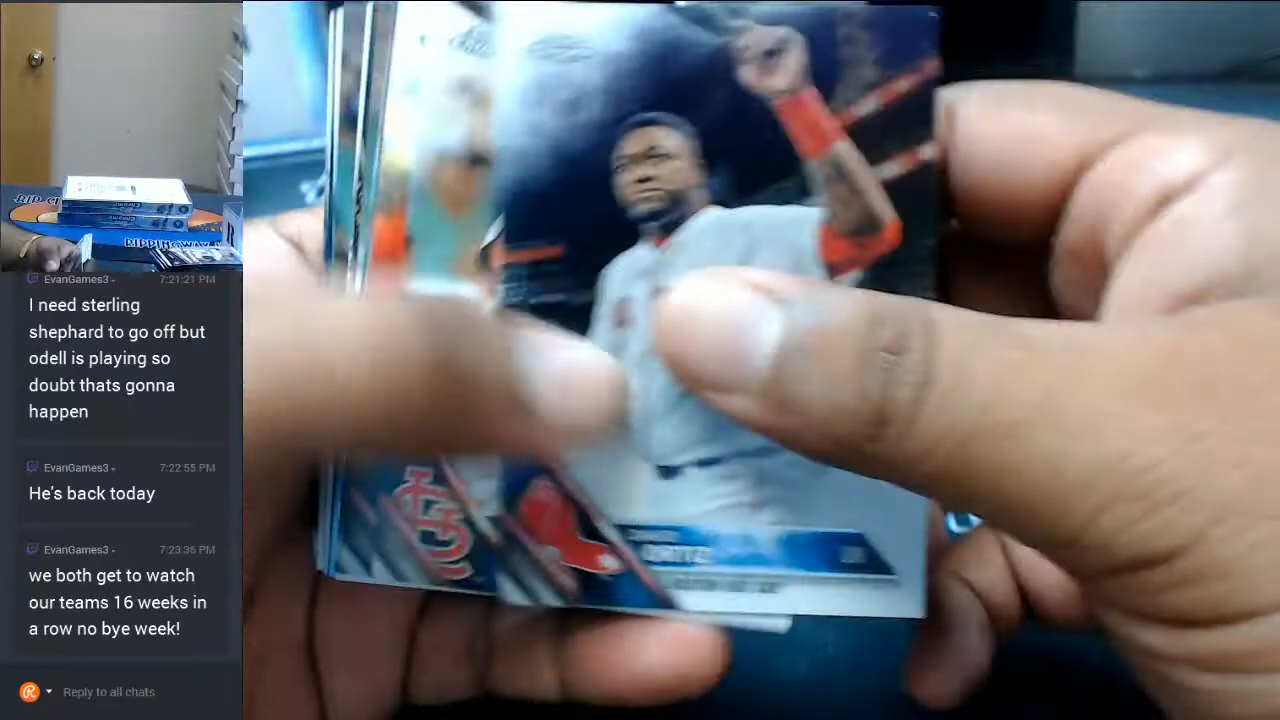 EvanGames3
7:21:21 PM
I need sterling
shephard to go off but
odell is playing so
doubt thats gonna
happen
EvanGames3
7:22:55 PM
He's back today
EvanGames3
7:23:36 PM
we both get to watch
our teams 16 weeks in
a row no bye week!
Reply to all chats
ORTIZ